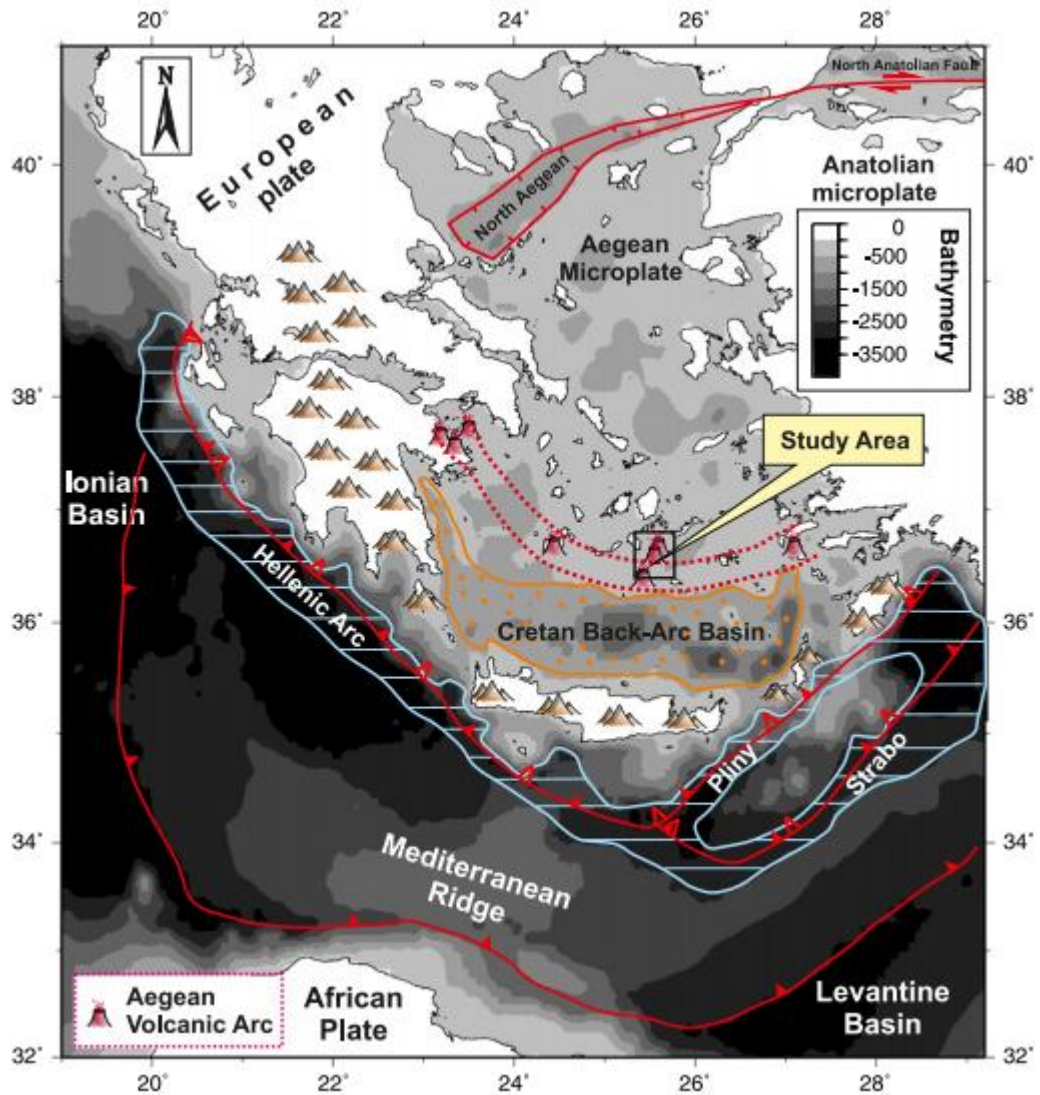 20° 22° 24° 26° 28°
N
North Anatolian Fault
European
plate
40° 40°
Anatolian
microplate
North Aegean
Aegean
Microplate
0
-500
-1500
-2500
-3500
Bathymetry
38° 38°
Study Area
Ionian
Basin
Hellenic Arc
36° 36°
Cretan Back-Arc Basin
Pliny
Strabo
34° 34°
Mediterranean
Ridge
Aegean
Volcanic Arc
African
Plate
Levantine
Basin
32° 32°
20° 22° 24° 26° 28°